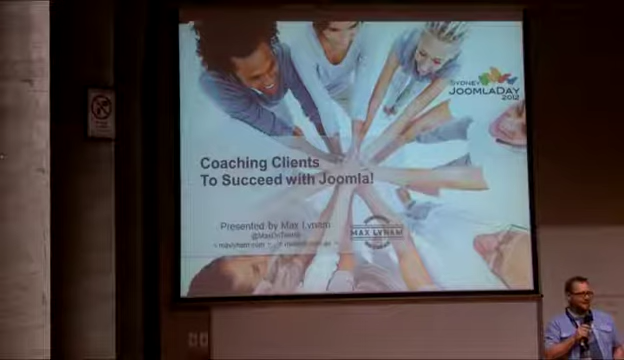 SYDNEY
JOOMLADAY
2012
Coaching Clients
To Succeed with Joomla!
Presented by Max Lynam
MAX LYNAM